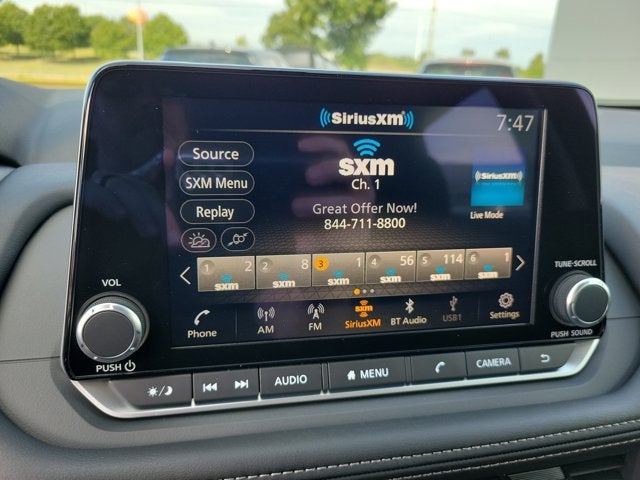 SiriusXM
7:47
Source
SXM Menu
Replay
sxm
Ch. 1
Great Offer Now!
844-711-8800
SiriusXM
Live Mode
1 2 sxm
2 8 sxm
3 1 sxm
4 56 sxm
5 114 sxm
6 1 sxm
Phone
AM
FM
sxm
SiriusXM
BT Audio
USB1
Settings
VOL
PUSH
TUNE·SCROLL
PUSH SOUND
AUDIO
MENU
CAMERA